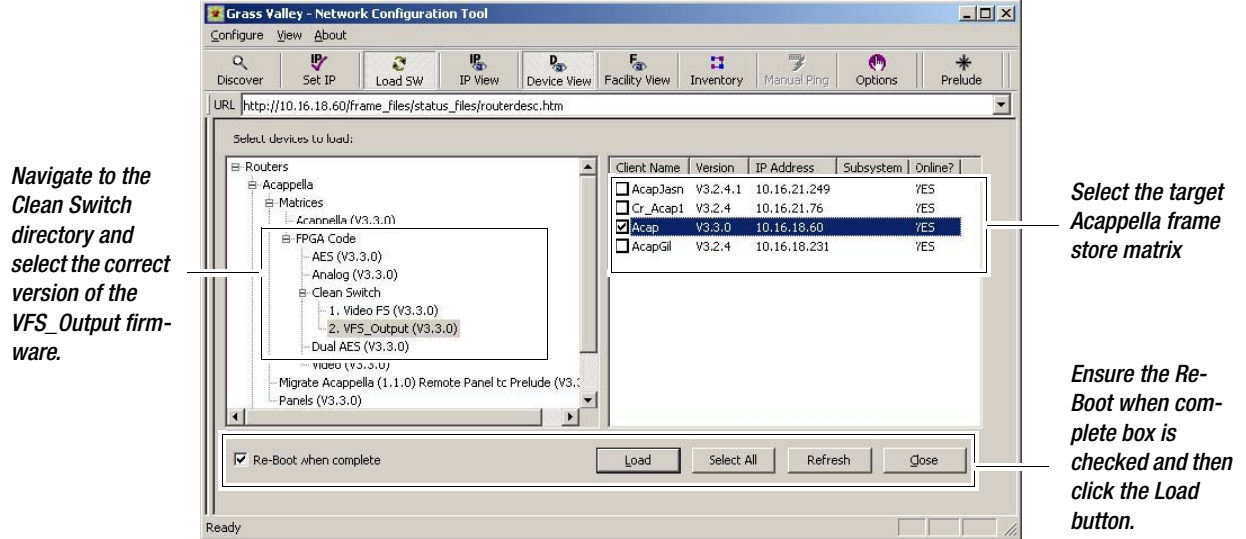 Grass Valley - Network Configuration Tool
Configure View About
Discover Set IP Load SW IP View Device View Facility View Inventory Manual Ping Options Prelude
URL http://10.16.18.60/frame_files/status_files/routerdesc.htm
Select devices to load:
Routers
Acappella
Matrices
Acappella (V3.3.0)
FPGA Code
AES (V3.3.0)
Analog (V3.3.0)
Clean Switch
1. Video FS (V3.3.0)
2. VFS_Output (V3.3.0)
Dual AES (V3.3.0)
Video (V3.3.0)
Migrate Acappella (1.1.0) Remote Panel to Prelude (V3.
Panels (V3.3.0)
Client Name Version IP Address Subsystem Online?
AcapJasn V3.2.4.1 10.16.21.249 YES
Cr_Acap1 V3.2.4 10.16.21.76 YES
Acap V3.3.0 10.16.18.60 YES
AcapGil V3.2.4 10.16.18.231 YES
Re-Boot when complete
Load Select All Refresh Close
Ready
Navigate to the
Clean Switch
directory and
select the correct
version of the
VFS_Output firm-
ware.
Select the target
Acappella frame
store matrix
Ensure the Re-
Boot when com-
plete box is
checked and then
click the Load
button.